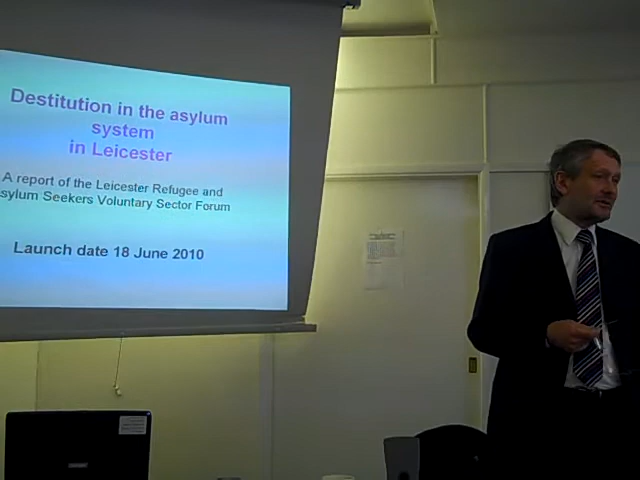 Destitution in the asylum
system
in Leicester
A report of the Leicester Refugee and
sylum Seekers Voluntary Sector Forum
Launch date 18 June 2010